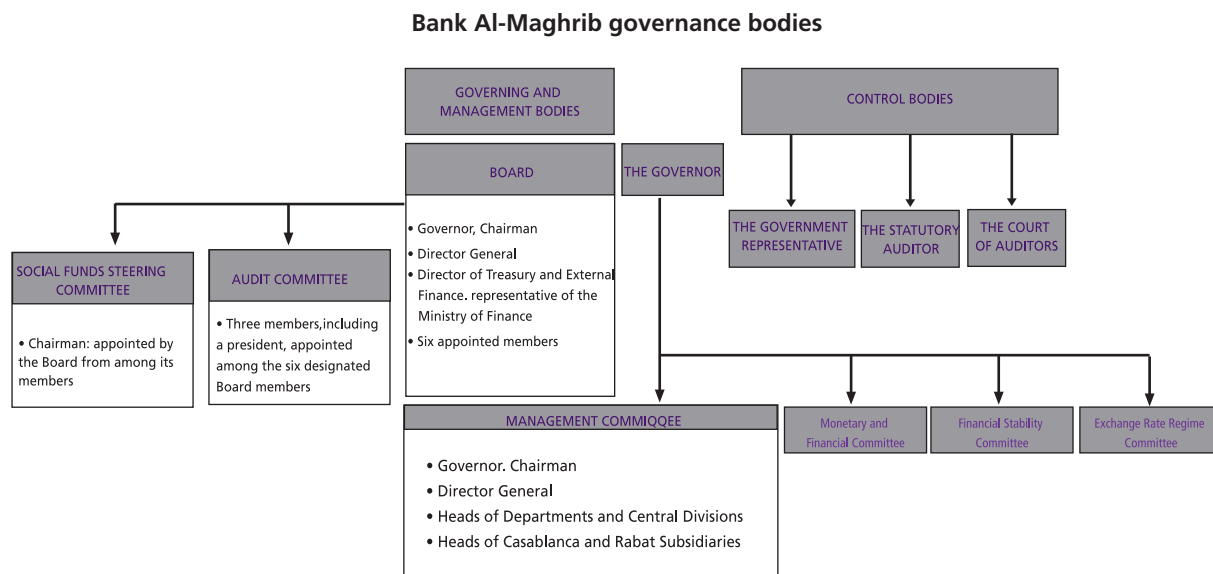 Bank Al-Maghrib governance bodies
GOVERNING AND
MANAGEMENT BODIES
CONTROL BODIES
BOARD
THE GOVERNOR
• Governor, Chairman
• Director General
• Director of Treasury and External
Finance. representative of the
Ministry of Finance
• Six appointed members
THE GOVERNMENT
REPRESENTATIVE
THE STATUTORY
AUDITOR
THE COURT
OF AUDITORS
SOCIAL FUNDS STEERING
COMMITTEE
• Chairman: appointed by
the Board from among its
members
AUDIT COMMITTEE
• Three members,including
a president, appointed
among the six designated
Board members
MANAGEMENT COMMIQQEE
• Governor. Chairman
• Director General
• Heads of Departments and Central Divisions
• Heads of Casablanca and Rabat Subsidiaries
Monetary and
Financial Committee
Financial Stability
Committee
Exchange Rate Regime
Committee